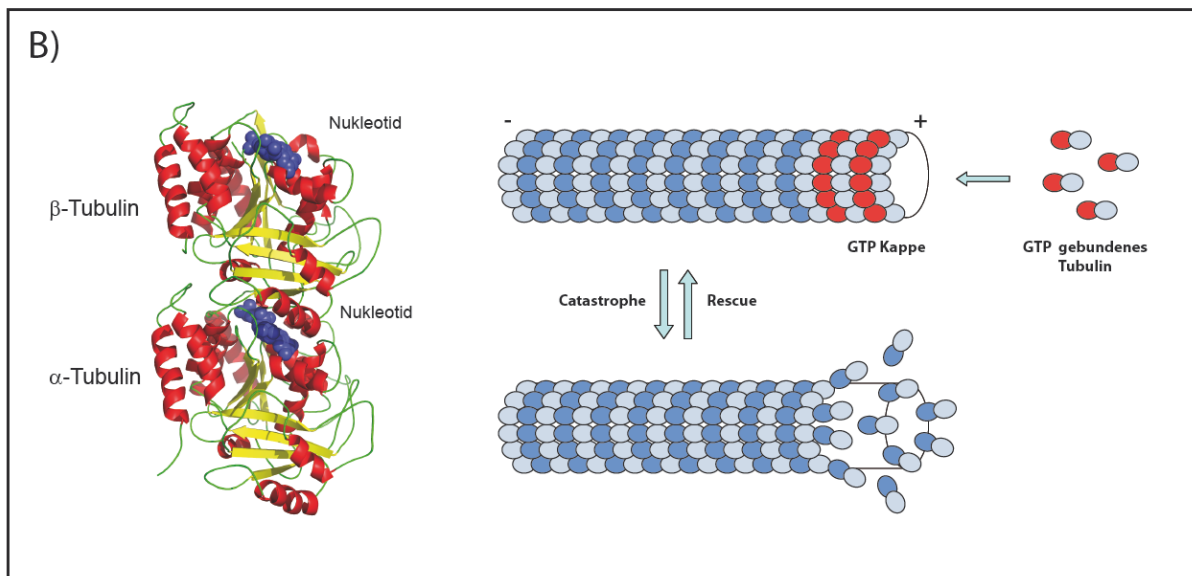 B)
Nukleotid
β-Tubulin
Nukleotid
α-Tubulin
-
+
GTP Kappe
GTP gebundenes
Tubulin
Catastrophe
Rescue